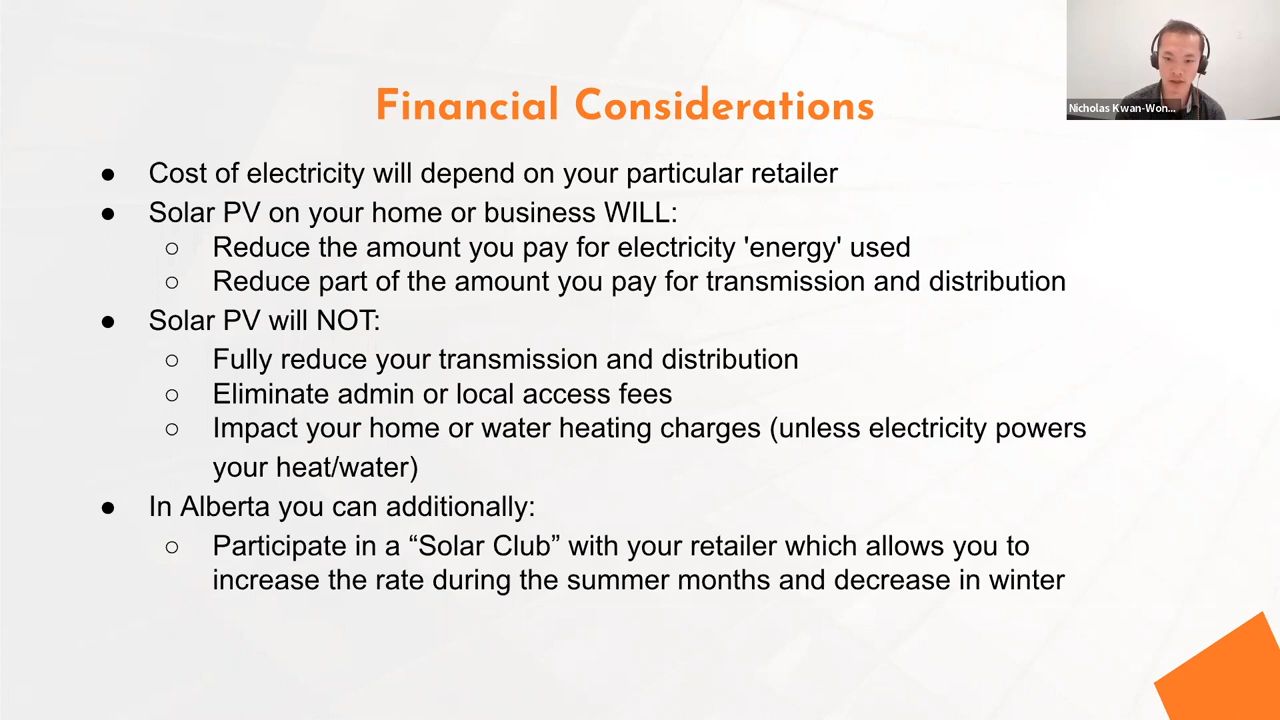 Financial Considerations
Nicholas Kwan-Won...
● Cost of electricity will depend on your particular retailer
● Solar PV on your home or business WILL:
○ Reduce the amount you pay for electricity 'energy' used
○ Reduce part of the amount you pay for transmission and distribution
● Solar PV will NOT:
○ Fully reduce your transmission and distribution
○ Eliminate admin or local access fees
○ Impact your home or water heating charges (unless electricity powers
your heat/water)
● In Alberta you can additionally:
○ Participate in a “Solar Club” with your retailer which allows you to
increase the rate during the summer months and decrease in winter